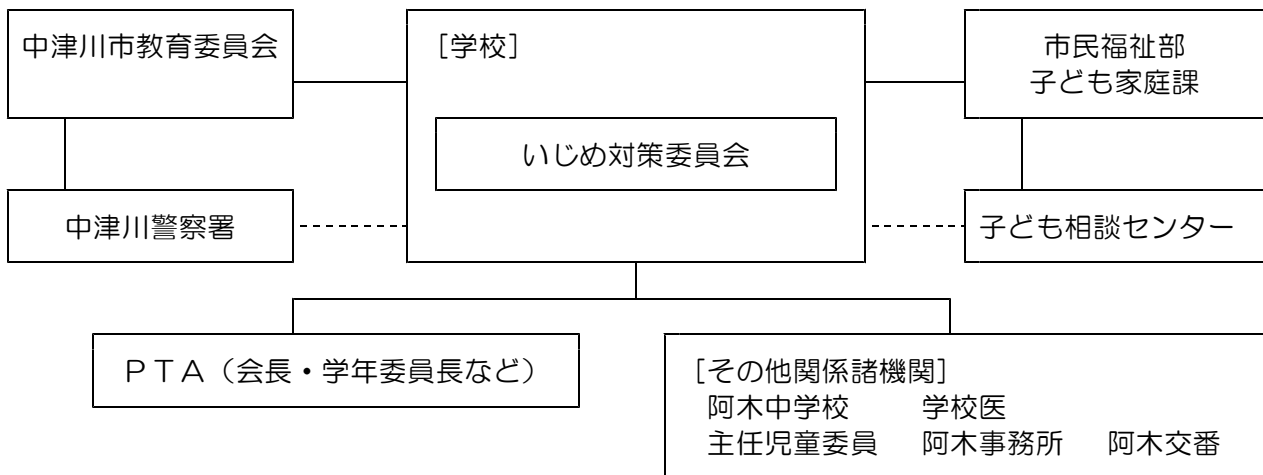 中津川市教育委員会
[学校]
市民福祉部
子ども家庭課
いじめ対策委員会
中津川警察署
子ども相談センター
ＰＴＡ（会長・学年委員長など）
[その他関係諸機関]
阿木中学校　　学校医
主任児童委員　阿木事務所　阿木交番